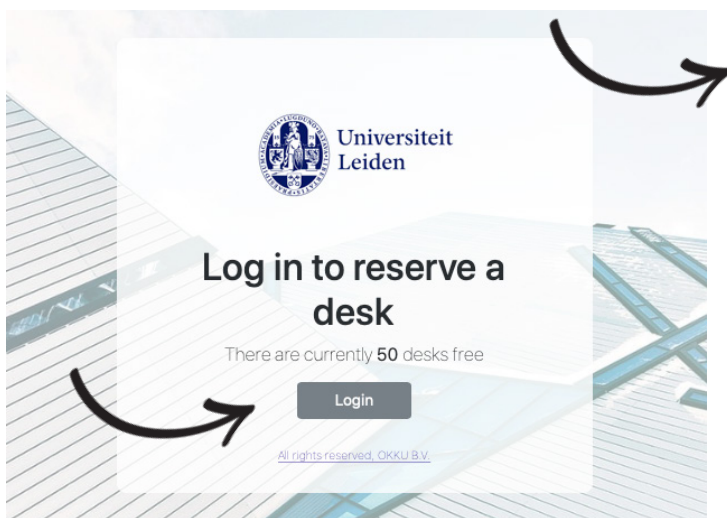 Universiteit
Leiden
Log in to reserve a
desk
There are currently 50 desks free
Login
All rights reserved, OKKU B.V.